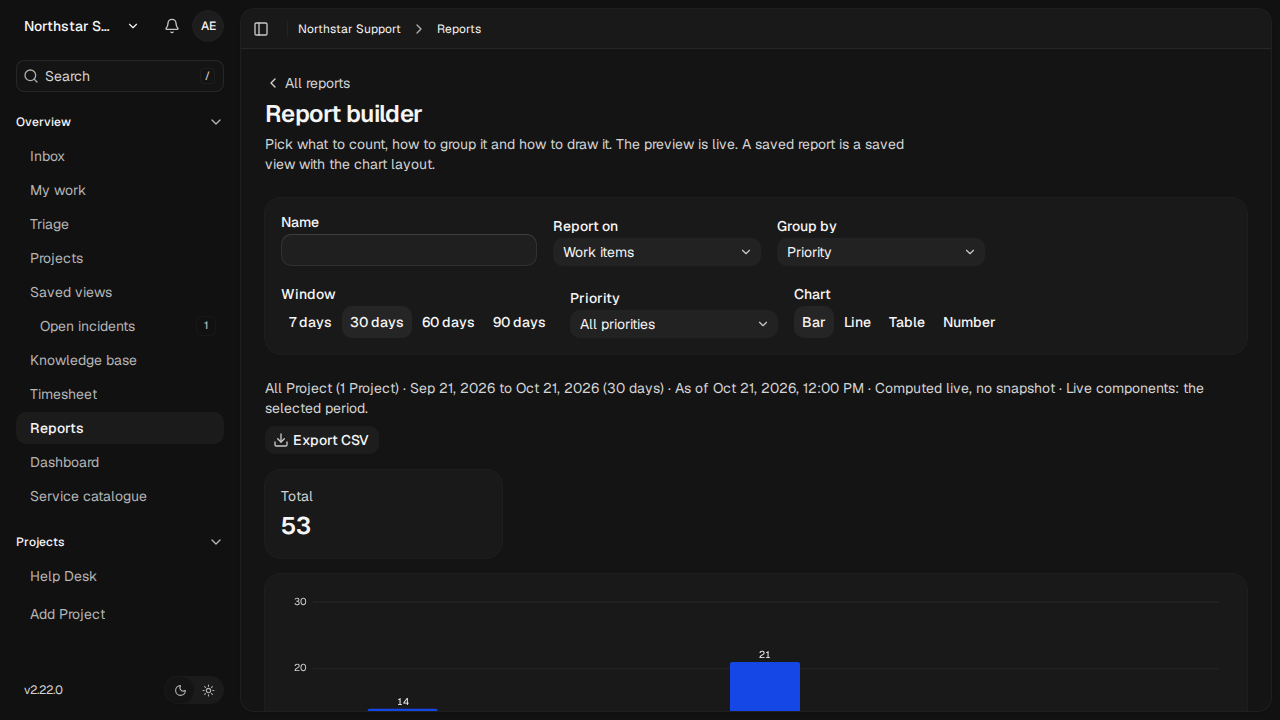 Northstar S...
AE
Search
/
Overview
Inbox
My work
Triage
Projects
Saved views
Open incidents
1
Knowledge base
Timesheet
Reports
Dashboard
Service catalogue
Projects
Help Desk
Add Project
v2.22.0
Northstar Support
Reports
All reports
Report builder
Pick what to count, how to group it and how to draw it. The preview is live. A saved report is a saved
view with the chart layout.
Name
Report on
Work items
Group by
Priority
Window
7 days
30 days
60 days
90 days
Priority
All priorities
Chart
Bar
Line
Table
Number
All Project (1 Project) · Sep 21, 2026 to Oct 21, 2026 (30 days) · As of Oct 21, 2026, 12:00 PM · Computed live, no snapshot · Live components: the
selected period.
Export CSV
Total
53
30
20
21
14